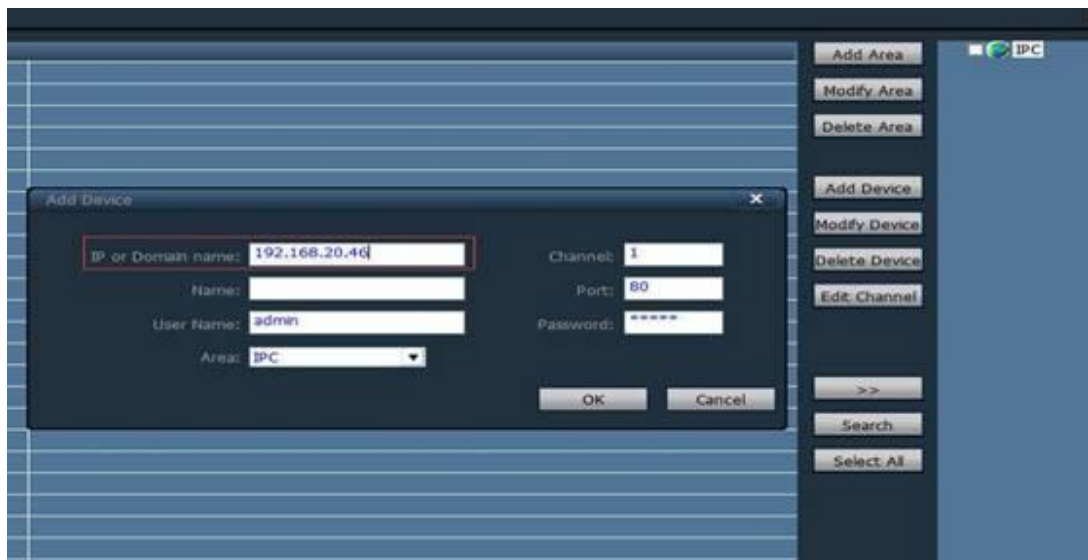 Add Area
IPC
Modify Area
Delete Area
Add Device
Add Device
Modify Device
IP or Domain name: 192.168.20.46
Channel: 1
Delete Device
Name:
Port: 80
Edit Channel
User Name: admin
Password: *****
Area: IPC
OK
Cancel
>>
Search
Select All